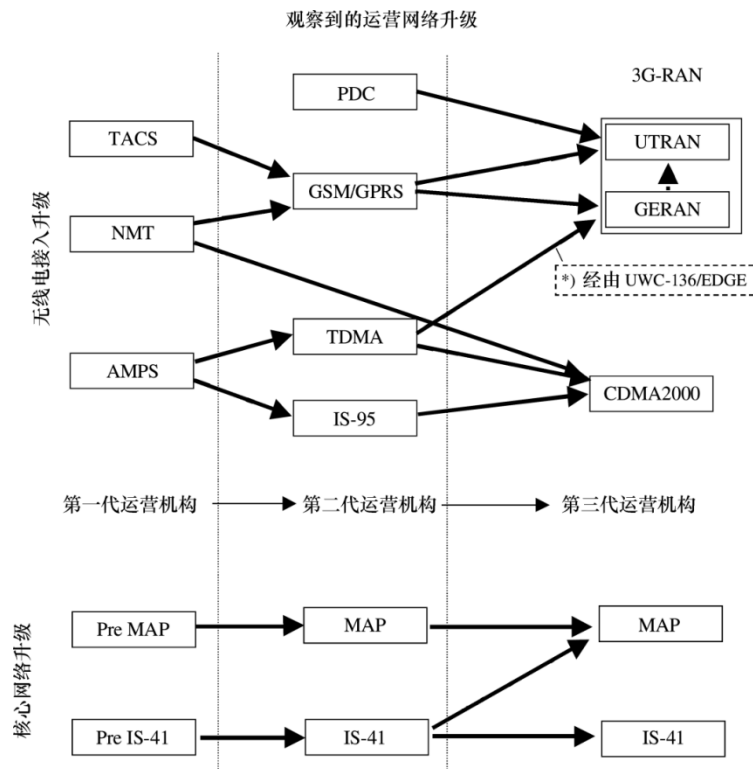 观察到的运营网络升级
3G-RAN
PDC
TACS
UTRAN
GSM/GPRS
NMT
GERAN
无线电接入升级
*) 经由 UWC-136/EDGE
TDMA
AMPS
CDMA2000
IS-95
第一代运营机构
第二代运营机构
第三代运营机构
Pre MAP
MAP
MAP
核心网络升级
Pre IS-41
IS-41
IS-41